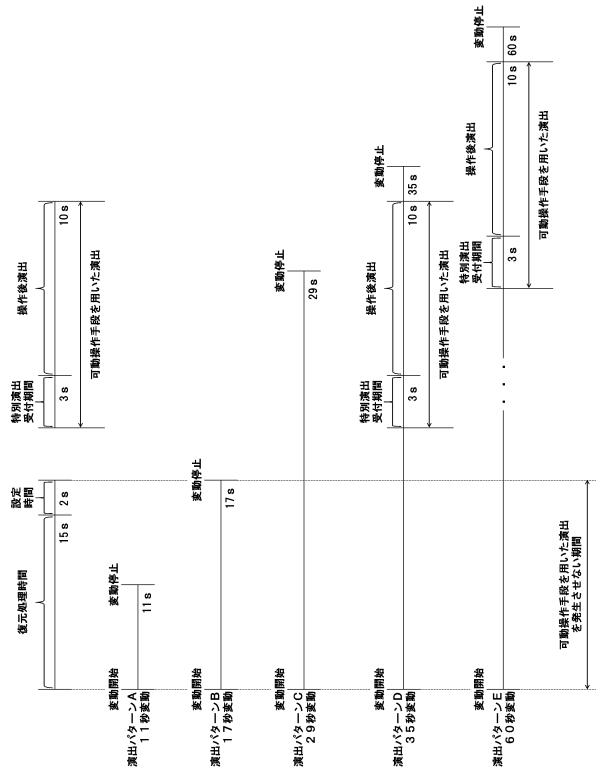 復元処理時間
設定
時間
特別演出
受付期間
操作後演出
15s
2s
3s
10s
可動操作手段を用いた演出
変動開始
変動停止
演出パターンA
11秒変動
11s
変動開始
変動停止
演出パターンB
17秒変動
17s
変動開始
変動停止
演出パターンC
29秒変動
29s
変動開始
特別演出
受付期間
操作後演出
変動停止
演出パターンD
35秒変動
3s
10s
35s
可動操作手段を用いた演出
変動開始
特別演出
受付期間
操作後演出
変動停止
演出パターンE
60秒変動
・・・
3s
10s
60s
可動操作手段を用いた演出
可動操作手段を用いた演出
を発生させない期間